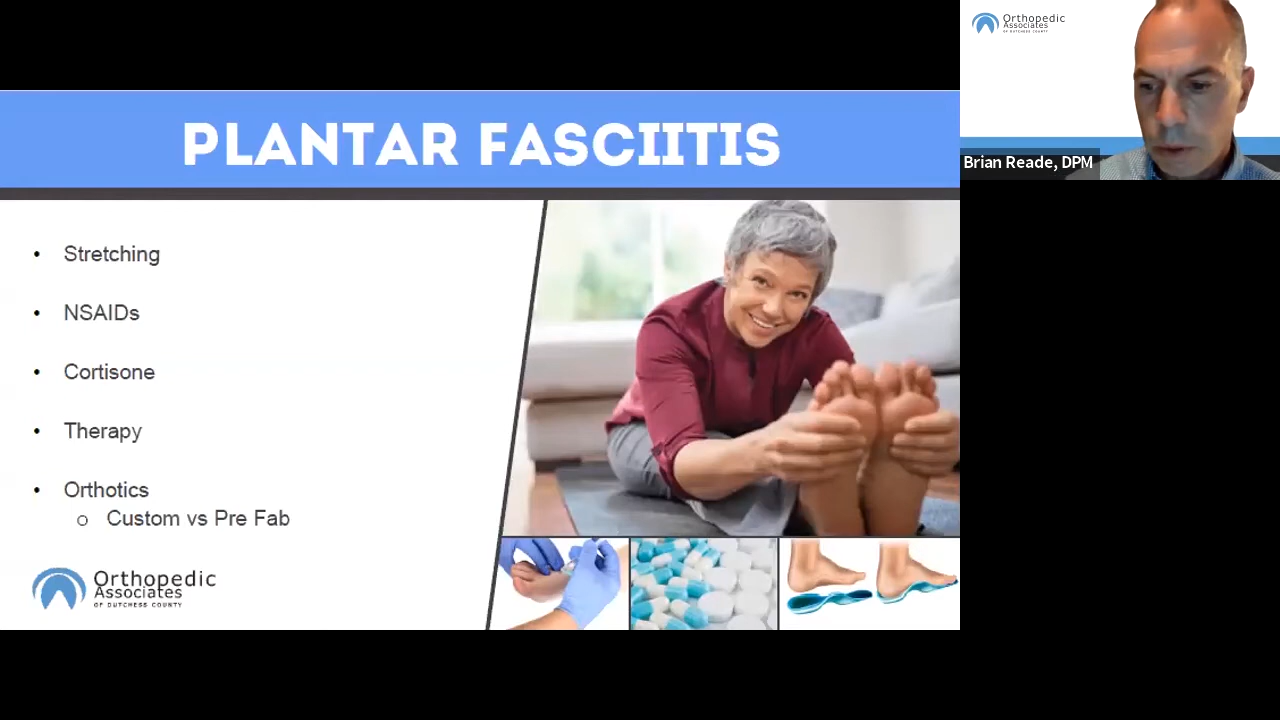 PLANTAR FASCIITIS
• Stretching
• NSAIDs
• Cortisone
• Therapy
• Orthotics
o Custom vs Pre Fab
Orthopedic
Associates
OF DUTCHESS COUNTY
Orthopedic
Associates
OF DUTCHESS COUNTY
Brian Reade, DPM